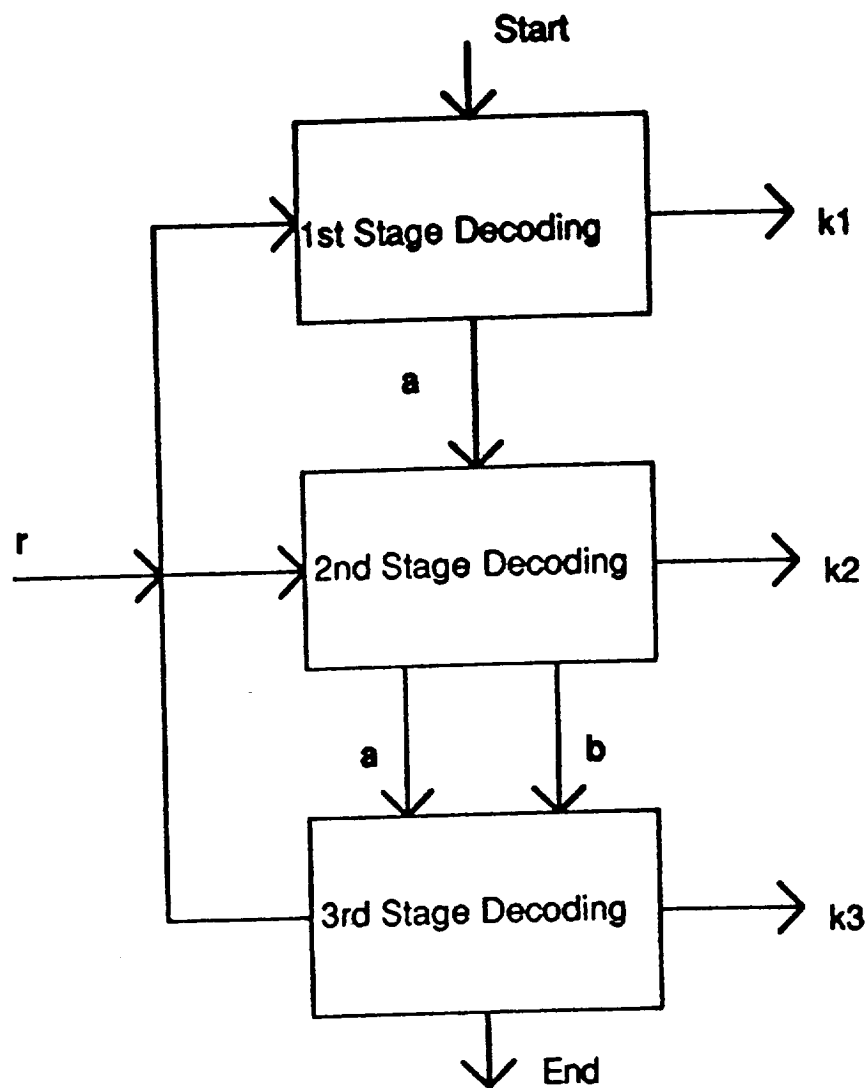 Start
1st Stage Decoding
k1
a
r
2nd Stage Decoding
k2
a
b
3rd Stage Decoding
k3
End